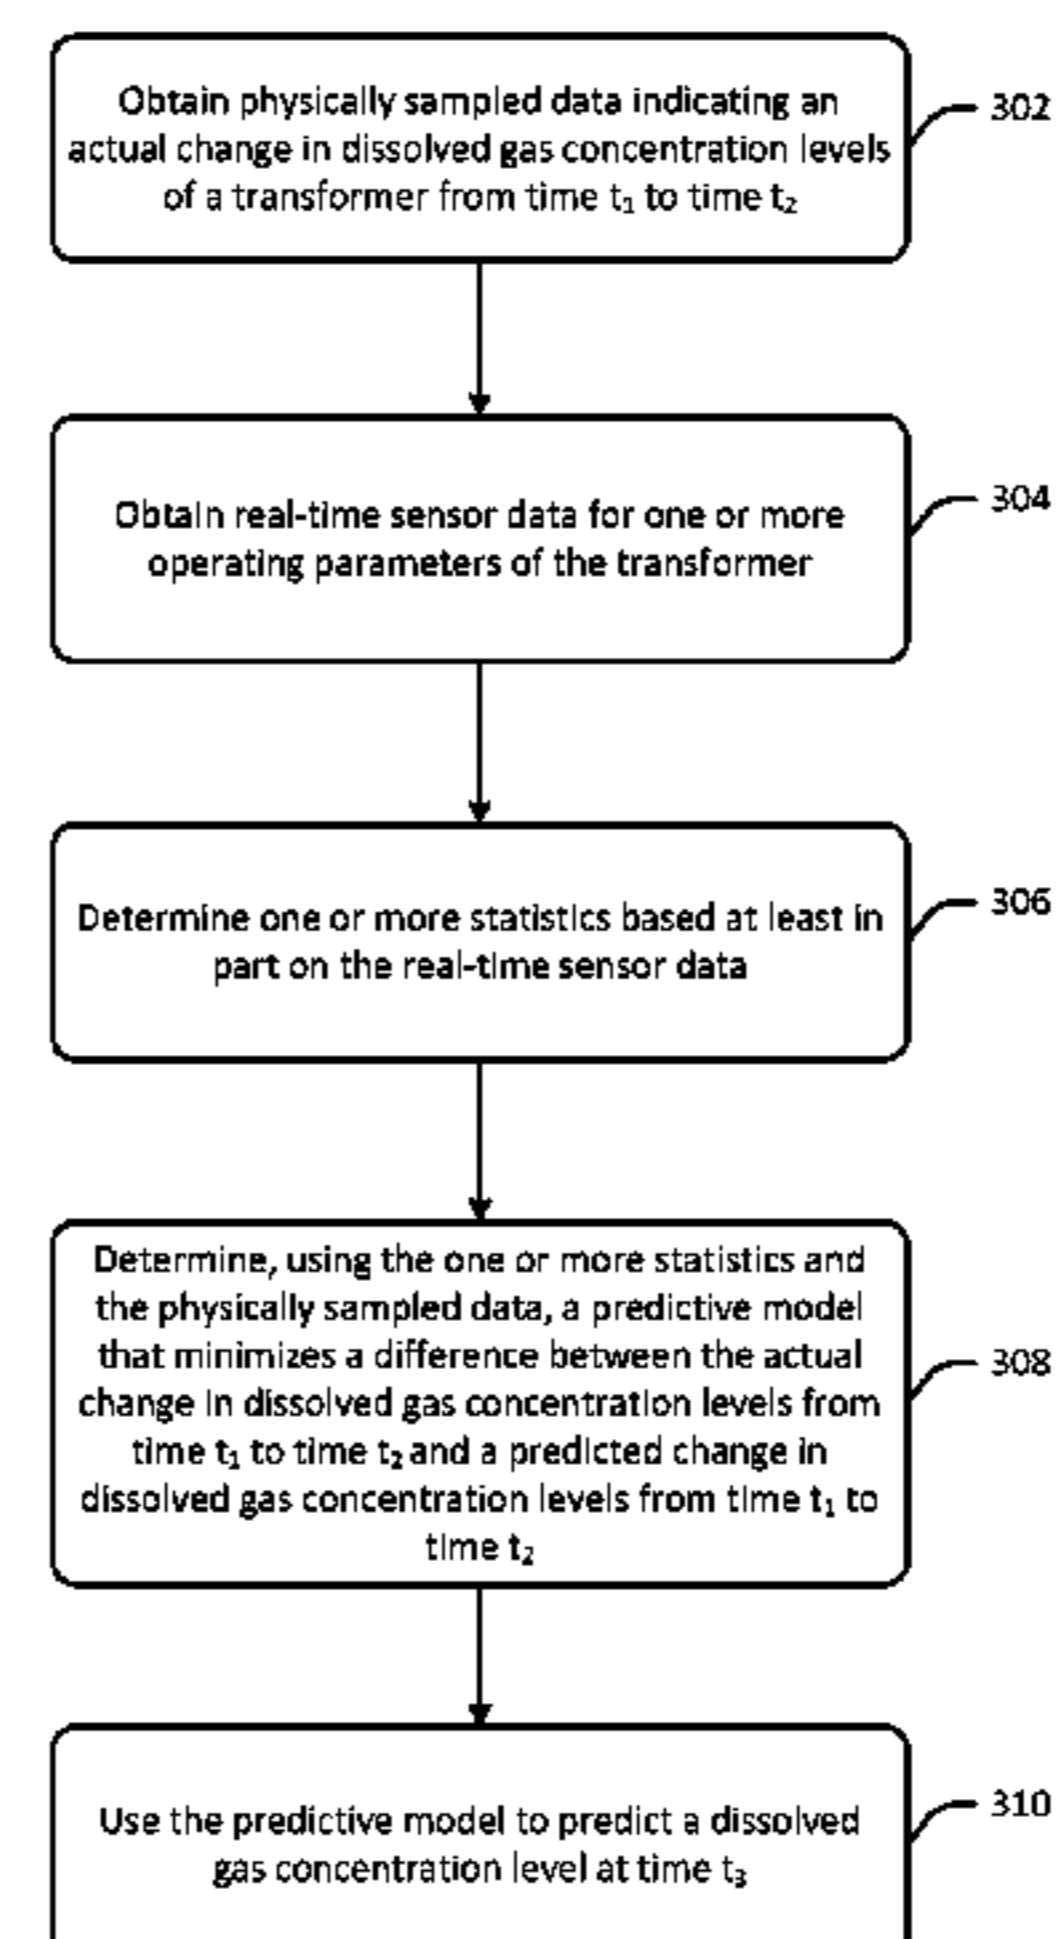 Obtain physically sampled data indicating an
actual change in dissolved gas concentration levels
of a transformer from time t₁ to time t₂
302
Obtain real-time sensor data for one or more
operating parameters of the transformer
304
Determine one or more statistics based at least in
part on the real-time sensor data
306
Determine, using the one or more statistics and
the physically sampled data, a predictive model
that minimizes a difference between the actual
change in dissolved gas concentration levels from
time t₁ to time t₂ and a predicted change in
dissolved gas concentration levels from time t₁ to
time t₂
308
Use the predictive model to predict a dissolved
gas concentration level at time t₃
310